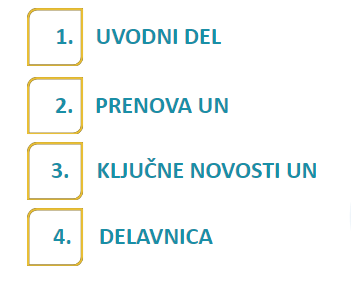 1. UVODNI DEL
2. PRENOVA UN
3. KLJUČNE NOVOSTI UN
4. DELAVNICA